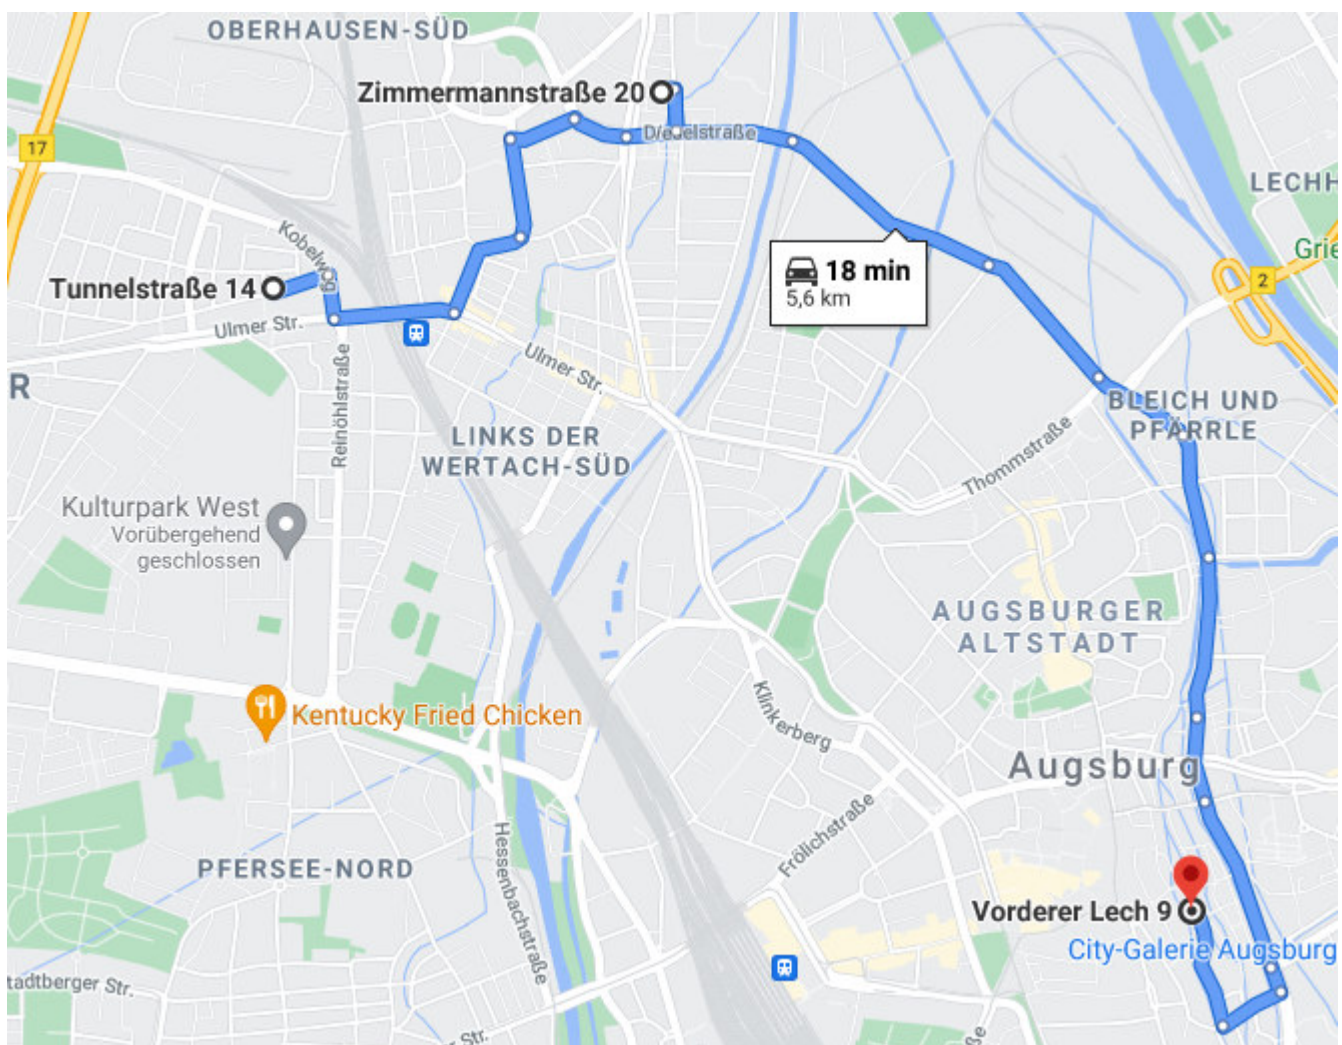 OBERHAUSEN-SÜD
Zimmermannstraße 20
Dieselstraße
17
LECHH
Kobelweg
Grie
Tunnelstraße 14
18 min
5,6 km
2
Ulmer Str.
Ulmer Str.
R
Reinöhlstraße
BLEICH UND
PFÄRRLE
LINKS DER
WERTACH-SÜD
Thommstraße
Kulturpark West
Vorübergehend
geschlossen
AUGSBURGER
ALTSTADT
Kentucky Fried Chicken
Klinkerberg
Augsburg
Frölichstraße
Hessenbachstraße
PFERSEE-NORD
Vorderer Lech 9
City-Galerie Augsburg
tadtberger Str.
Str.
aße